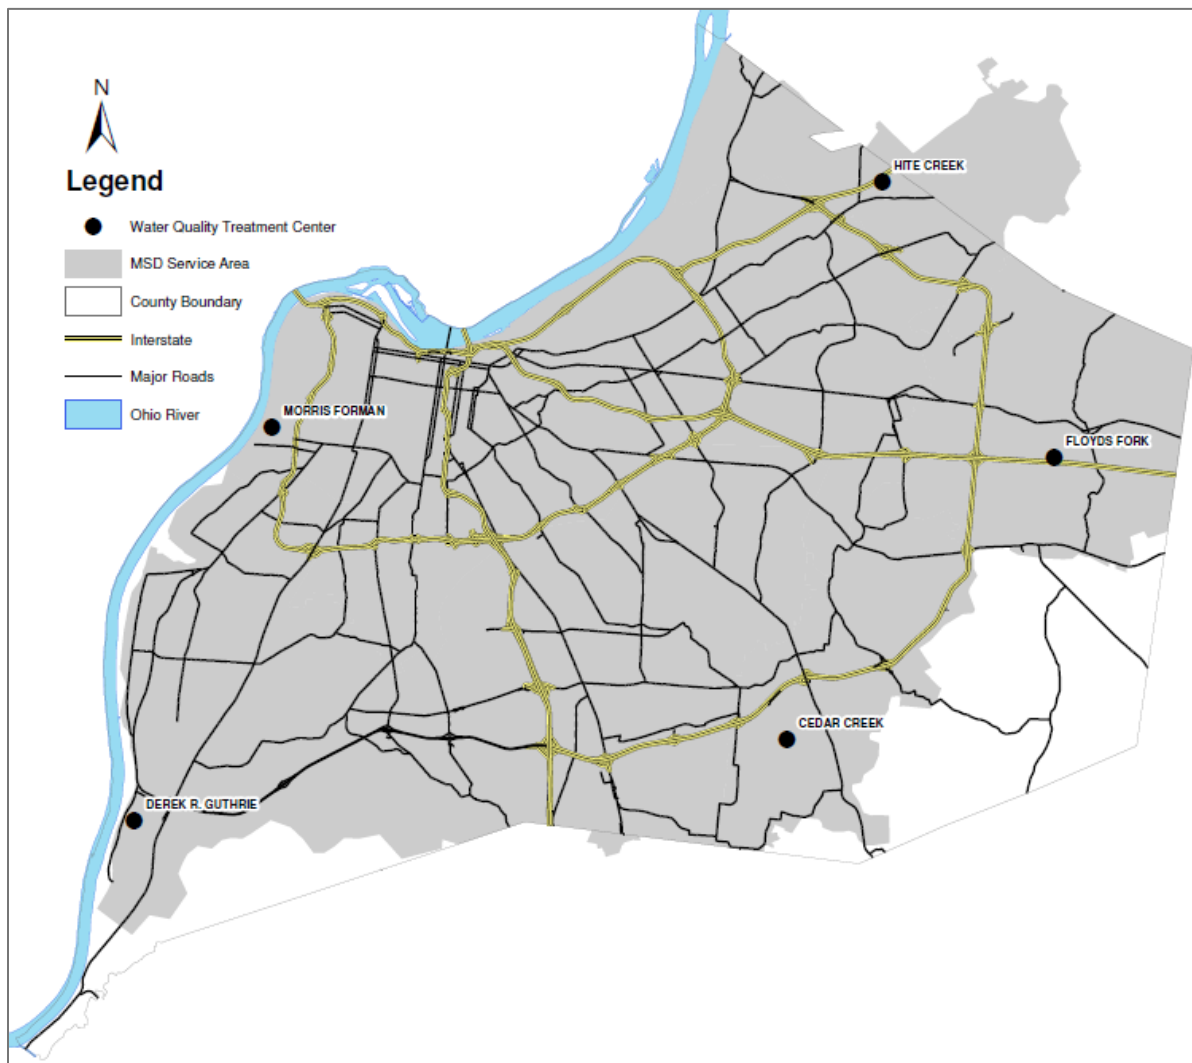 N
Legend
Water Quality Treatment Center
MSD Service Area
County Boundary
Interstate
Major Roads
Ohio River
HITE CREEK
MORRIS FORMAN
FLOYDS FORK
CEDAR CREEK
DEREK R. GUTHRIE